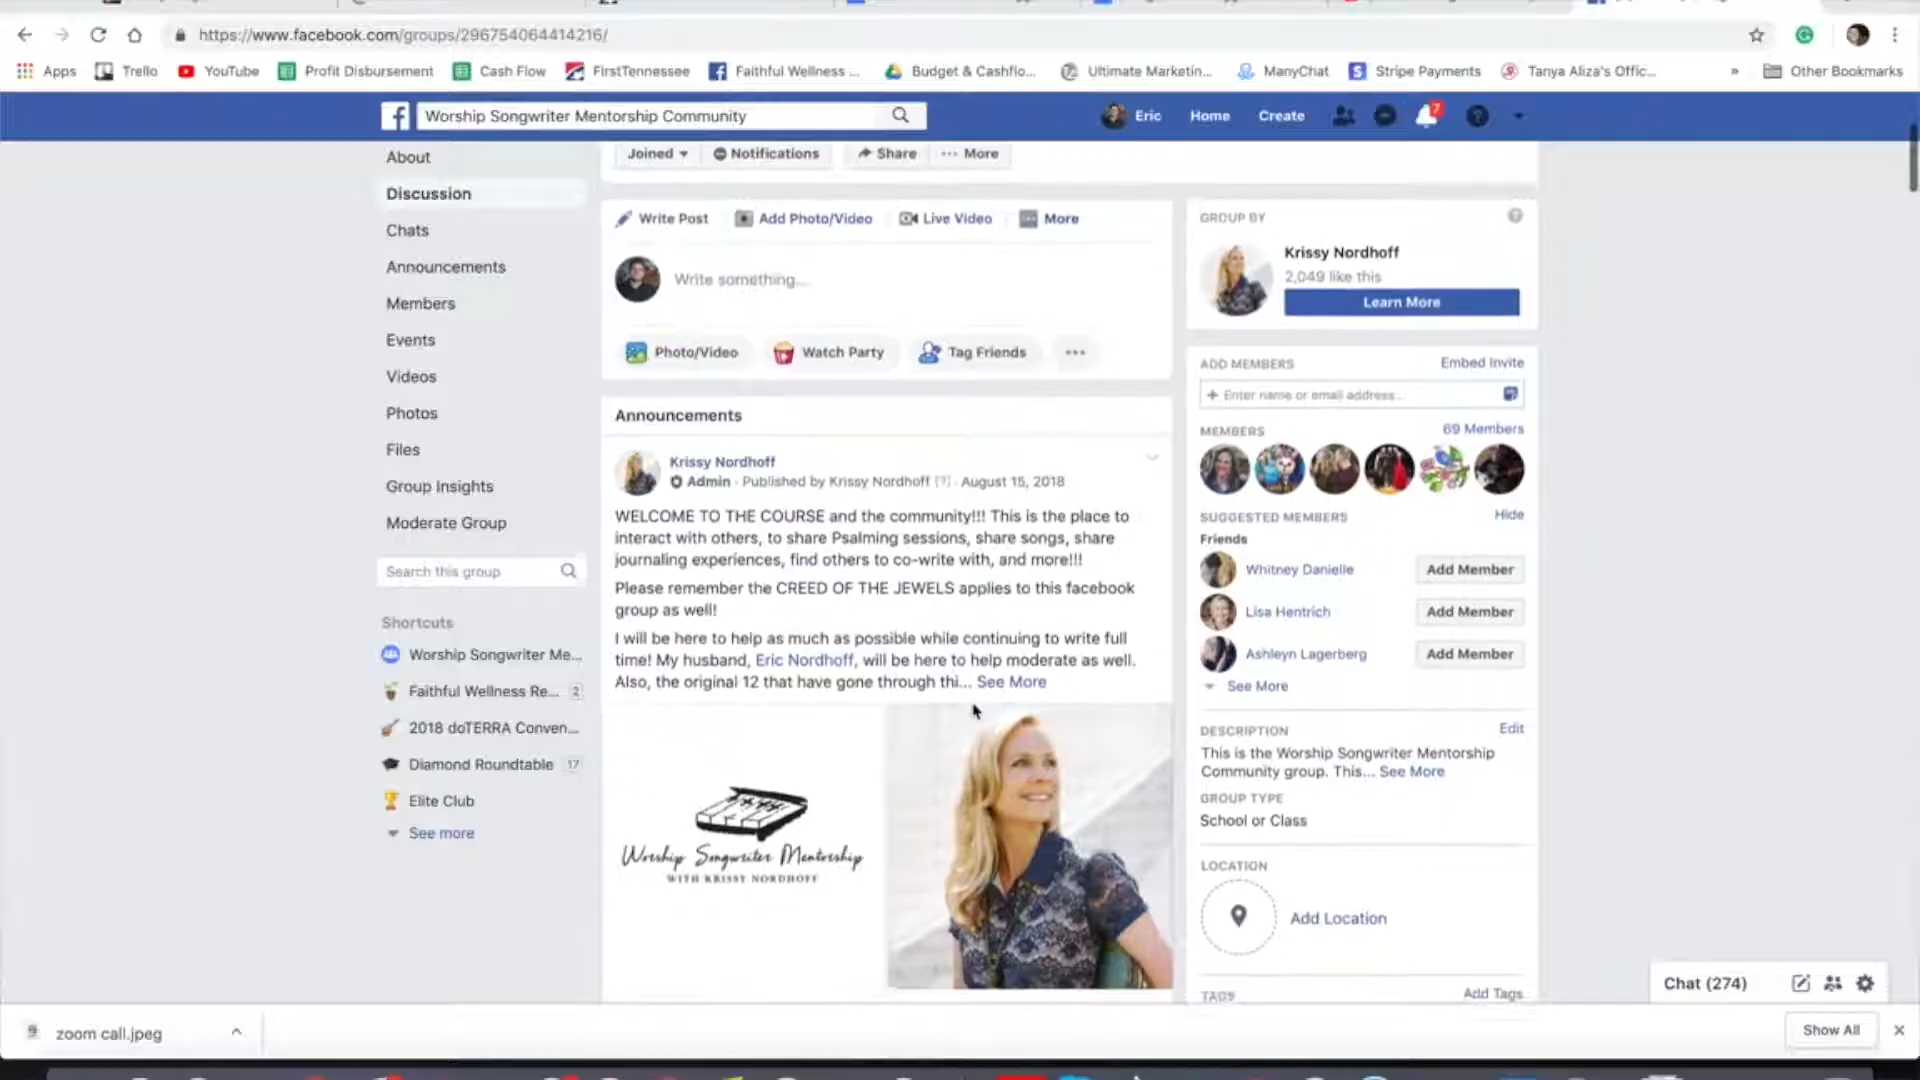 https://www.facebook.com/groups/296754064414216/
Apps Trello YouTube Profit Disbursement Cash Flow FirstTennessee Faithful Wellness ... Budget & Cashflo... Ultimate Marketin... ManyChat Stripe Payments Tanya Aliza's Offic... » Other Bookmarks
Worship Songwriter Mentorship Community
Eric Home Create 7
About
Discussion
Chats
Announcements
Members
Events
Videos
Photos
Files
Group Insights
Moderate Group
Search this group
Shortcuts
Worship Songwriter Me...
Faithful Wellness Re... 2
2018 doTERRA Conven...
Diamond Roundtable 17
Elite Club
See more
Joined Notifications Share ... More
Write Post Add Photo/Video Live Video More
Write something...
Photo/Video Watch Party Tag Friends ...
Announcements
Krissy Nordhoff
Admin · Published by Krissy Nordhoff [?] · August 15, 2018
WELCOME TO THE COURSE and the community!!! This is the place to
interact with others, to share Psalming sessions, share songs, share
journaling experiences, find others to co-write with, and more!!!
Please remember the CREED OF THE JEWELS applies to this facebook
group as well!
I will be here to help as much as possible while continuing to write full
time! My husband, Eric Nordhoff, will be here to help moderate as well.
Also, the original 12 that have gone through thi... See More
Worship Songwriter Mentorship
WITH KRISSY NORDHOFF
GROUP BY
Krissy Nordhoff
2,049 like this
Learn More
ADD MEMBERS Embed Invite
+ Enter name or email address...
MEMBERS 69 Members
SUGGESTED MEMBERS Hide
Friends
Whitney Danielle Add Member
Lisa Hentrich Add Member
Ashleyn Lagerberg Add Member
See More
DESCRIPTION Edit
This is the Worship Songwriter Mentorship
Community group. This... See More
GROUP TYPE
School or Class
LOCATION
Add Location
TAGS Add Tags
Chat (274)
zoom call.jpeg
Show All